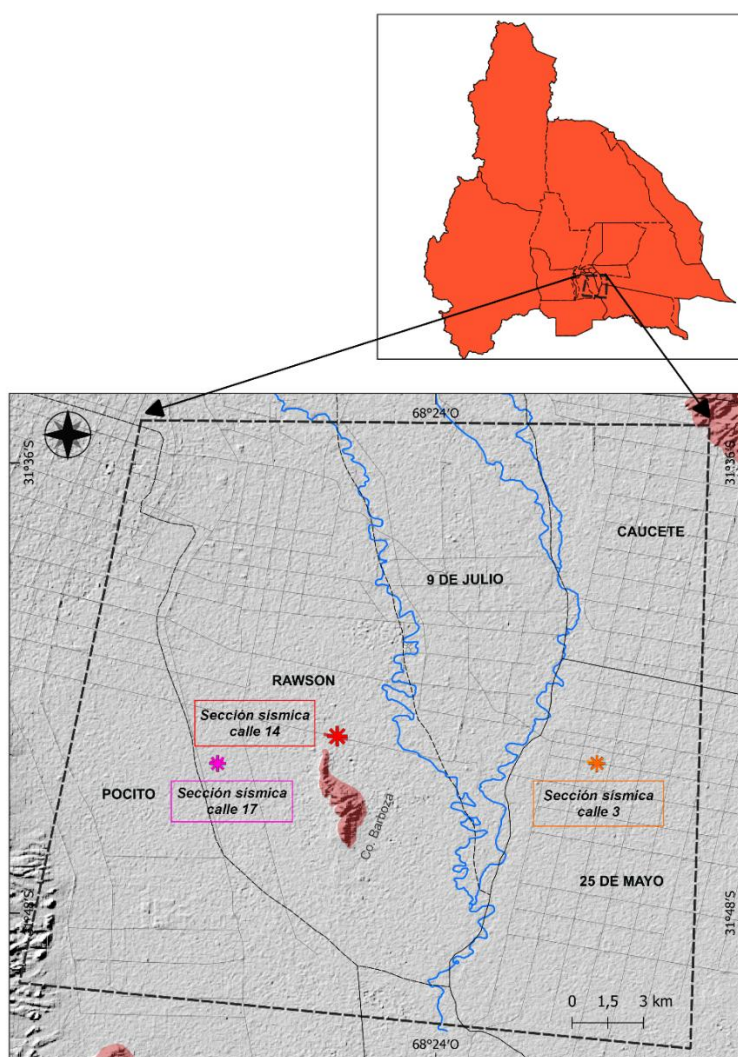 68°24'O
31°36'S
31°36'S
CAUCETE
9 DE JULIO
RAWSON
Sección sísmica
calle 14
Sección sísmica
calle 17
POCITO
Co. Barboza
Sección sísmica
calle 3
25 DE MAYO
31°48'S
31°48'S
0 1,5 3 km
68°24'O